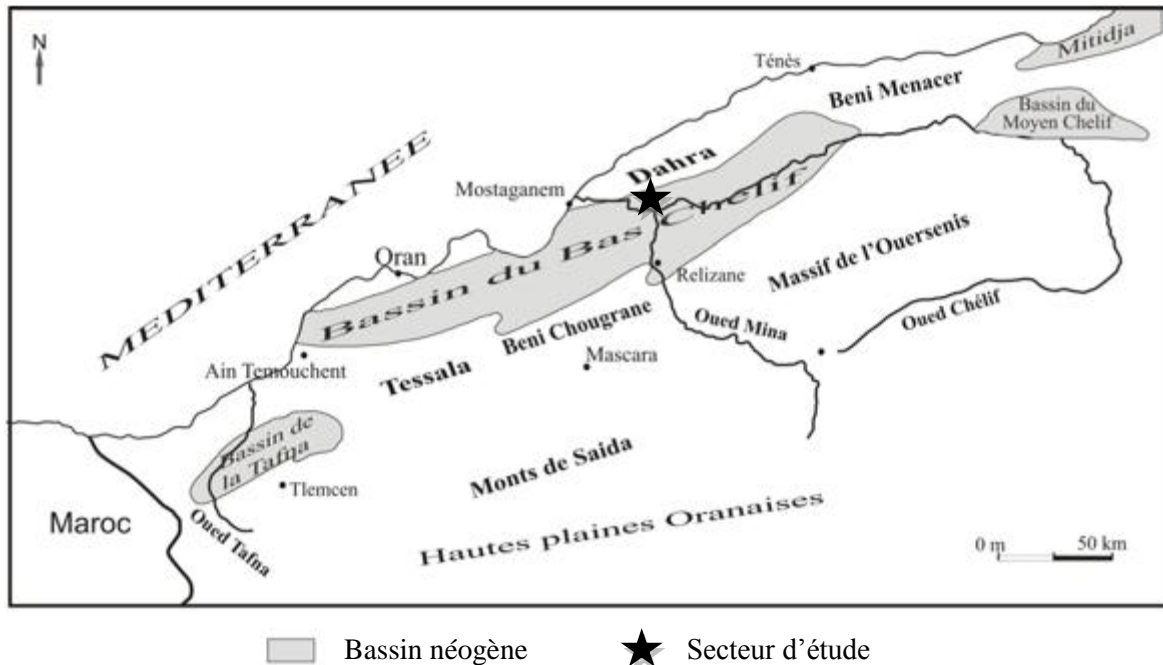 N
Mitidja
Ténès
Beni Menacer
Bassin du
Moyen Chelif
Dahra
Mostaganem
MEDITERRANEE
Oran
Bassin du Bas Chelif
Relizane
Massif de l'Ouersenis
Oued Mina
Oued Chélif
Beni Chougrane
Mascara
Tessala
Ain Temouchent
Bassin de
la Tafna
Tlemcen
Monts de Saida
Hautes plaines Oranaises
Maroc
Oued Tafna
0 m 50 km
Bassin néogène Secteur d'étude